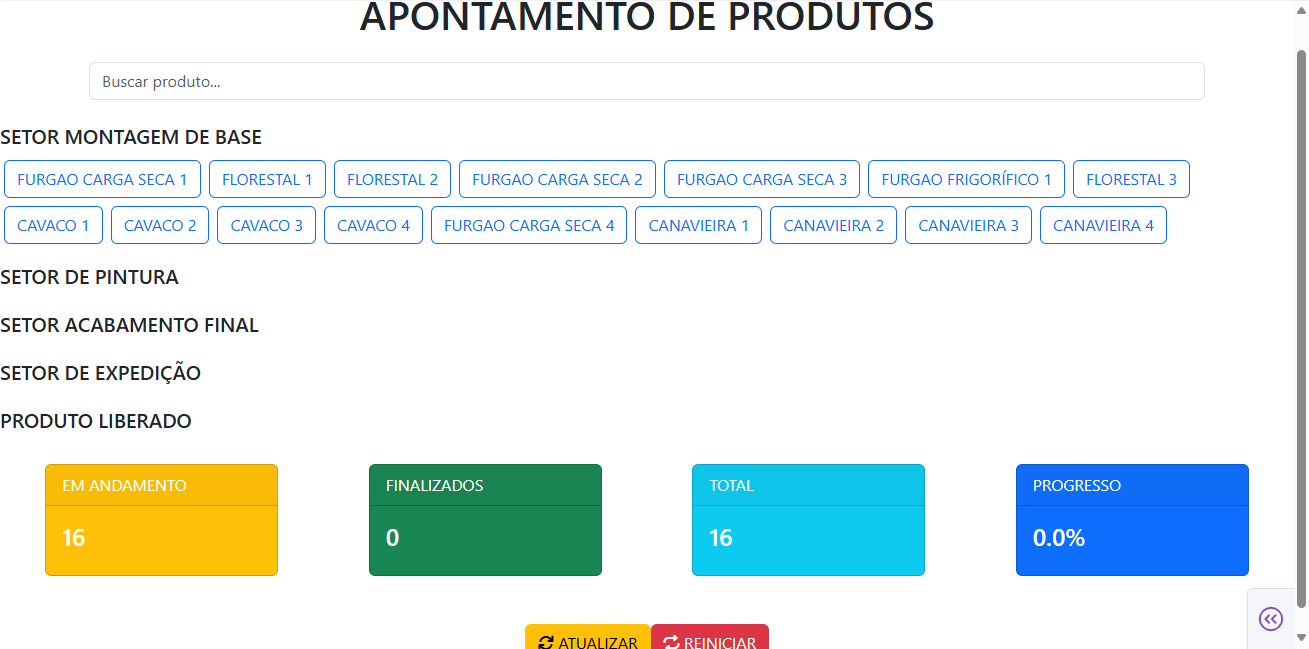 APONTAMENTO DE PRODUTOS
Buscar produto...
SETOR MONTAGEM DE BASE
FURGAO CARGA SECA 1 FLORESTAL 1 FLORESTAL 2 FURGAO CARGA SECA 2 FURGAO CARGA SECA 3 FURGAO FRIGORÍFICO 1 FLORESTAL 3
CAVACO 1 CAVACO 2 CAVACO 3 CAVACO 4 FURGAO CARGA SECA 4 CANAVIEIRA 1 CANAVIEIRA 2 CANAVIEIRA 3 CANAVIEIRA 4
SETOR DE PINTURA
SETOR ACABAMENTO FINAL
SETOR DE EXPEDIÇÃO
PRODUTO LIBERADO
EM ANDAMENTO FINALIZADOS TOTAL PROGRESSO
16 0 16 0.0%
ATUALIZAR REINICIAR